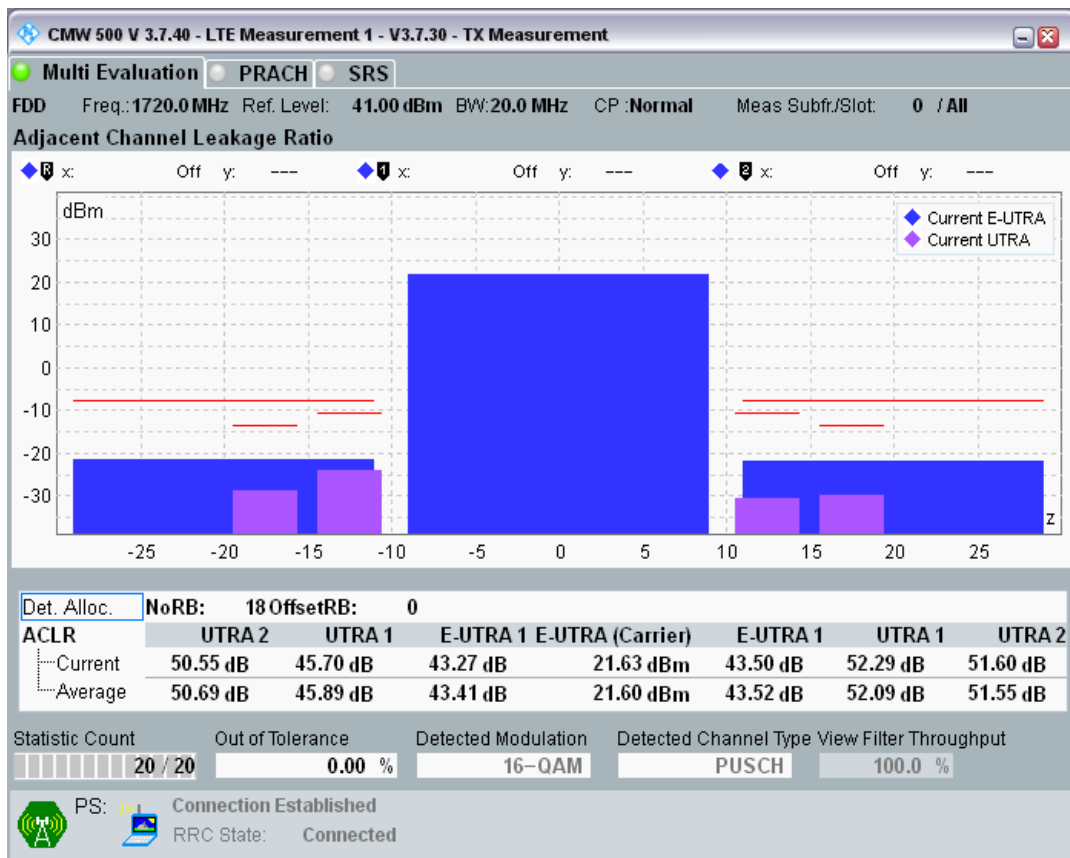 CMW 500 V 3.7.40 - LTE Measurement 1 - V3.7.30 - TX Measurement
Multi Evaluation PRACH SRS
FDD Freq.: 1720.0 MHz Ref. Level: 41.00 dBm BW: 20.0 MHz CP : Normal Meas Subfr./Slot: 0 / All
Adjacent Channel Leakage Ratio
R x: Off y: --- 1 x: Off y: --- 2 x: Off y: ---
dBm
Current E-UTRA
Current UTRA
30
20
10
0
-10
-20
-30
z
-25 -20 -15 -10 -5 0 5 10 15 20 25
Det. Alloc. NoRB: 18 OffsetRB: 0
ACLR UTRA 2 UTRA 1 E-UTRA 1 E-UTRA (Carrier) E-UTRA 1 UTRA 1 UTRA 2
Current 50.55 dB 45.70 dB 43.27 dB 21.63 dBm 43.50 dB 52.29 dB 51.60 dB
Average 50.69 dB 45.89 dB 43.41 dB 21.60 dBm 43.52 dB 52.09 dB 51.55 dB
Statistic Count Out of Tolerance Detected Modulation Detected Channel Type View Filter Throughput
20 / 20 0.00 % 16-QAM PUSCH 100.0 %
PS: Connection Established
RRC State: Connected